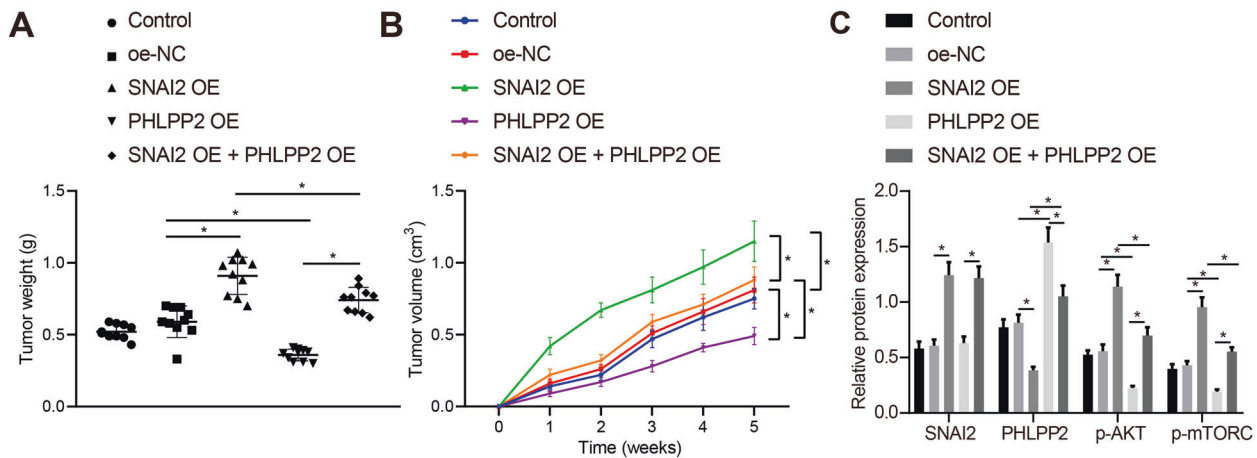 A
Control
oe-NC
SNAI2 OE
PHLPP2 OE
SNAI2 OE + PHLPP2 OE
Tumor weight (g)
1.5
1.0
0.5
0.0
*
*
*
*
B
Control
oe-NC
SNAI2 OE
PHLPP2 OE
SNAI2 OE + PHLPP2 OE
Tumor volume (cm³)
1.5
1.0
0.5
0.0
0 1 2 3 4 5
Time (weeks)
*
*
*
*
C
Control
oe-NC
SNAI2 OE
PHLPP2 OE
SNAI2 OE + PHLPP2 OE
Relative protein expression
2.0
1.5
1.0
0.5
0.0
*
*
*
*
*
*
*
*
*
*
*
*
*
*
SNAI2 PHLPP2 p-AKT p-mTORC